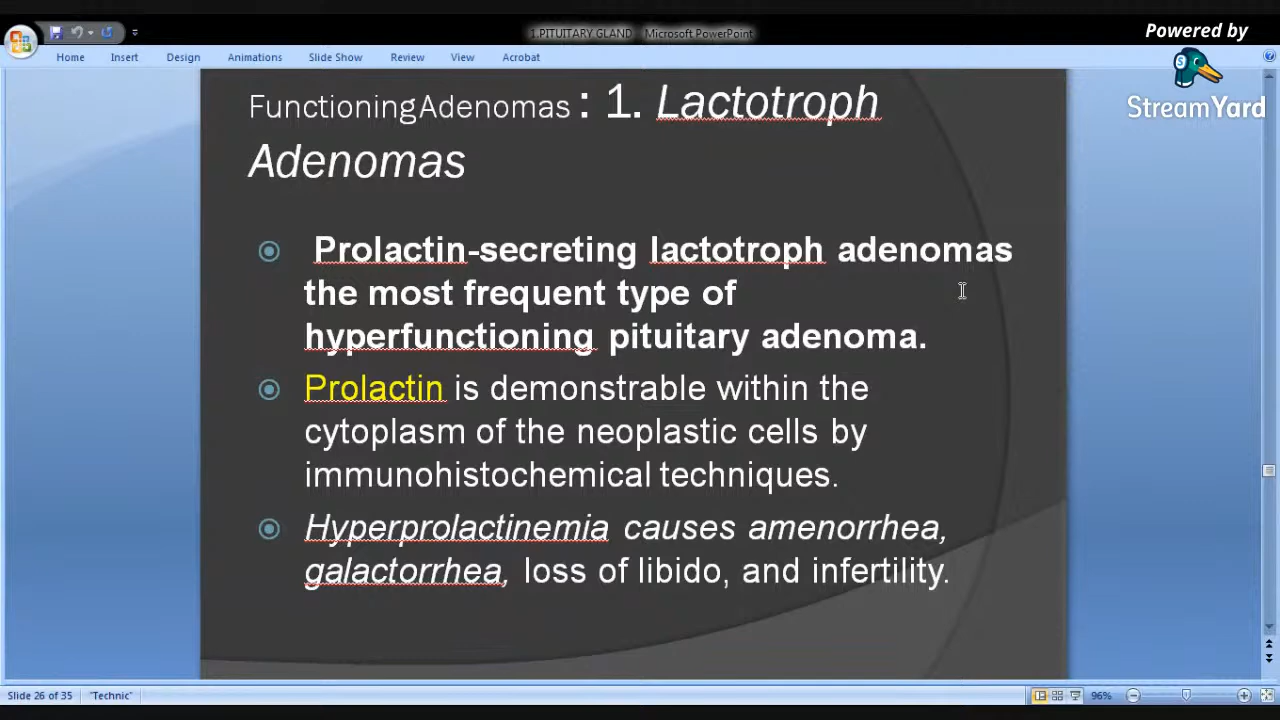 1.PITUITARY GLAND    Microsoft PowerPoint
Powered by
Home Insert Design Animations Slide Show Review View Acrobat
StreamYard
Functioning Adenomas : 1. Lactotroph
Adenomas
Prolactin-secreting lactotroph adenomas
the most frequent type of
hyperfunctioning pituitary adenoma.
Prolactin is demonstrable within the
cytoplasm of the neoplastic cells by
immunohistochemical techniques.
Hyperprolactinemia causes amenorrhea,
galactorrhea, loss of libido, and infertility.
Slide 26 of 35 "Technic" 96%